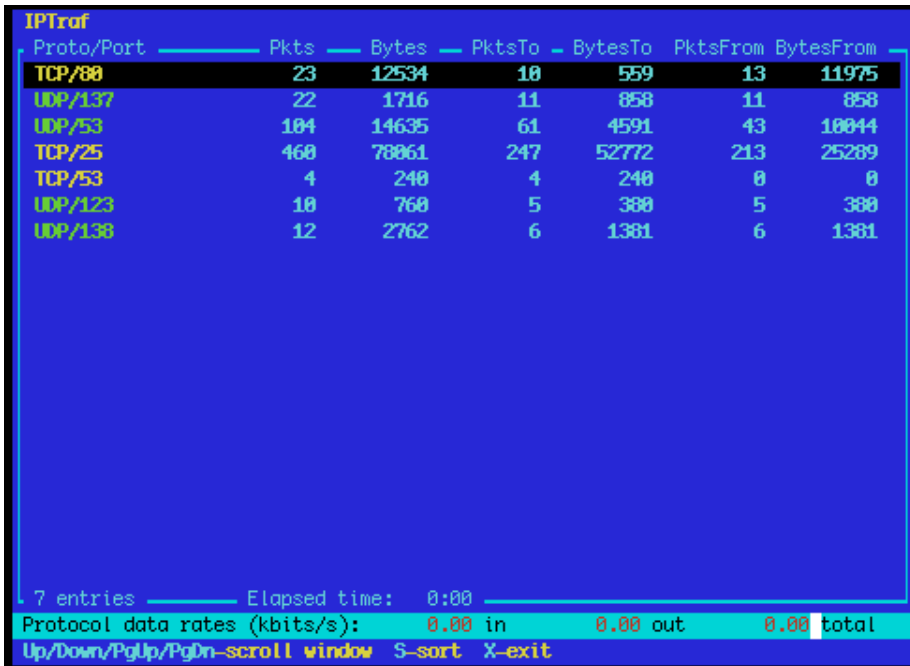 IPTraf
Proto/Port Pkts Bytes PktsTo BytesTo PktsFrom BytesFrom
TCP/80 23 12534 10 559 13 11975
UDP/137 22 1716 11 858 11 858
UDP/53 104 14635 61 4591 43 10044
TCP/25 460 78061 247 52772 213 25289
TCP/53 4 240 4 240 0 0
UDP/123 10 760 5 380 5 380
UDP/138 12 2762 6 1381 6 1381
7 entries Elapsed time: 0:00
Protocol data rates (kbits/s): 0.00 in 0.00 out 0.00 total
Up/Down/PgUp/PgDn-scroll window S-sort X-exit